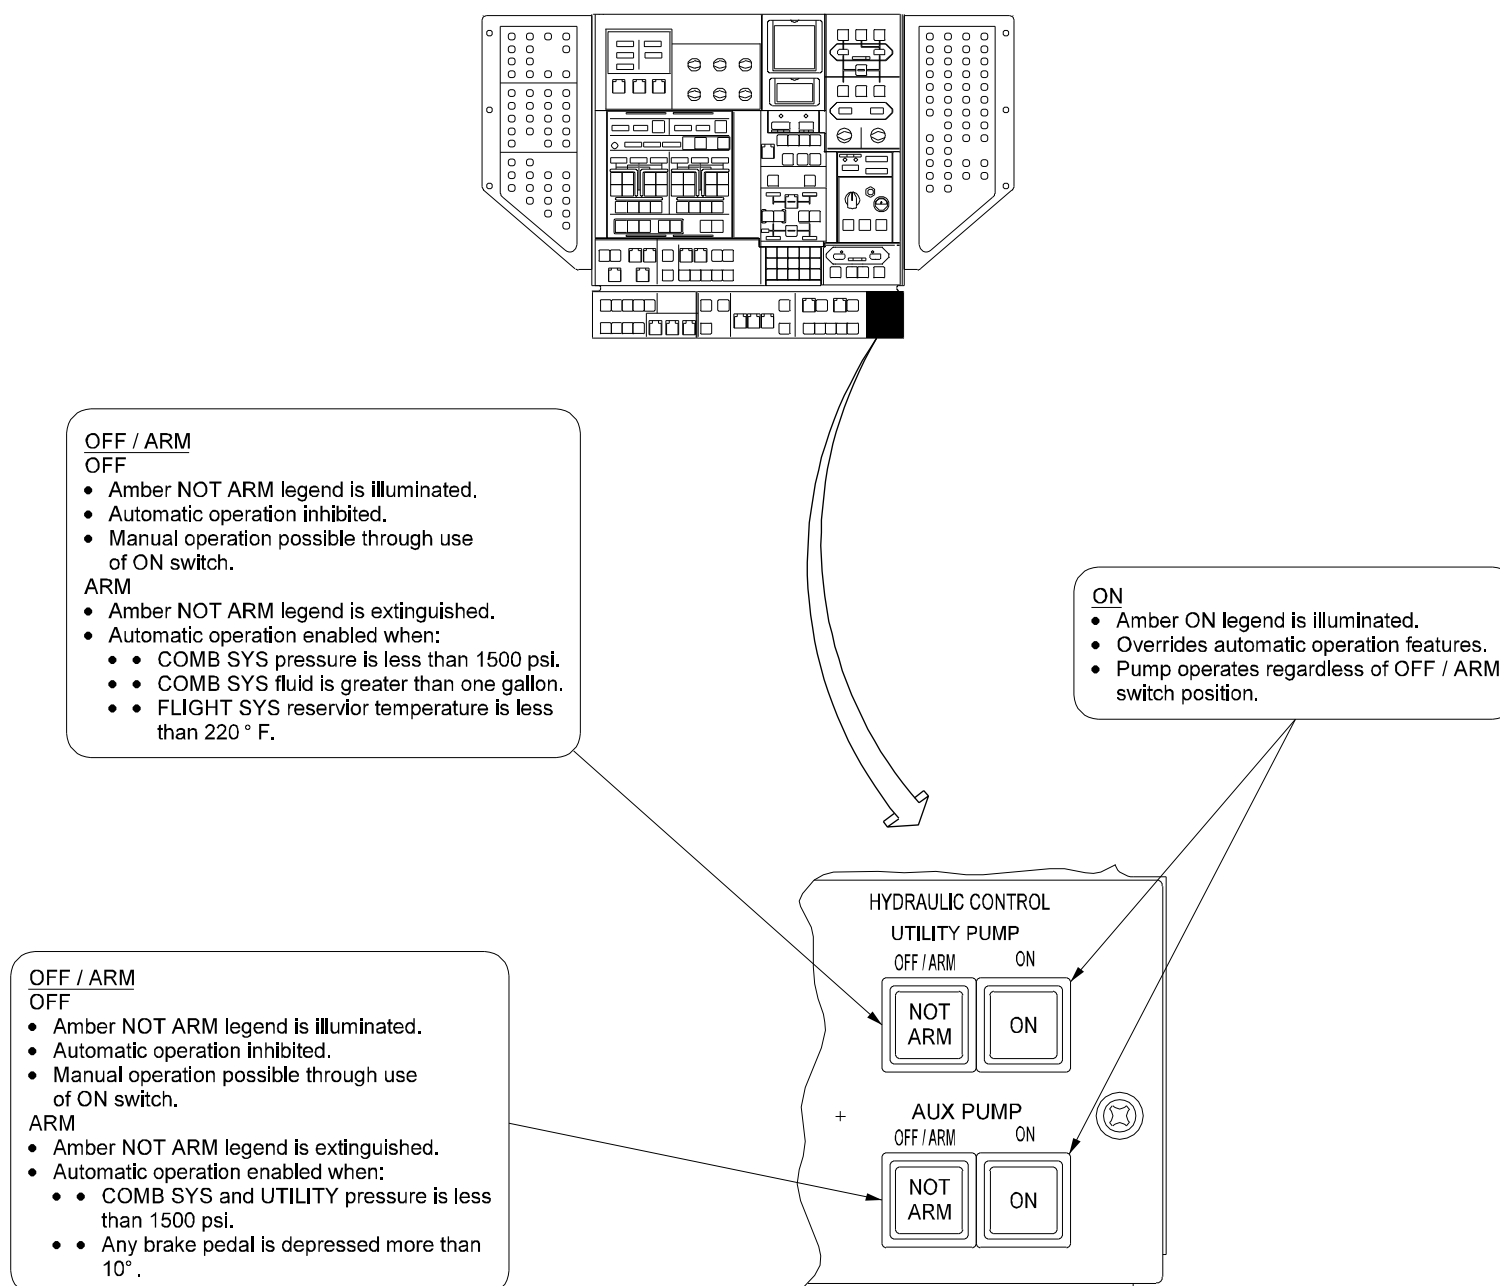 OFF / ARM
OFF
• Amber NOT ARM legend is illuminated.
• Automatic operation inhibited.
• Manual operation possible through use
of ON switch.
ARM
• Amber NOT ARM legend is extinguished.
• Automatic operation enabled when:
• • COMB SYS pressure is less than 1500 psi.
• • COMB SYS fluid is greater than one gallon.
• • FLIGHT SYS reservior temperature is less
than 220 ° F.
ON
• Amber ON legend is illuminated.
• Overrides automatic operation features.
• Pump operates regardless of OFF / ARM
switch position.
OFF / ARM
OFF
• Amber NOT ARM legend is illuminated.
• Automatic operation inhibited.
• Manual operation possible through use
of ON switch.
ARM
• Amber NOT ARM legend is extinguished.
• Automatic operation enabled when:
• • COMB SYS and UTILITY pressure is less
than 1500 psi.
• • Any brake pedal is depressed more than
10° .
HYDRAULIC CONTROL
UTILITY PUMP
OFF / ARM ON
NOT
ARM
ON
AUX PUMP
OFF / ARM ON
NOT
ARM
ON